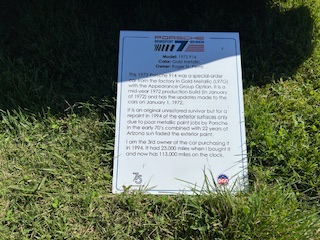 PORSCHE
Model: 1972 914
Color: Gold Metallic
Owner: Roger
This 1972 Porsche 914 was a special order
car from the factory in Gold Metallic (L97G)
with the Appearance Group Option. It is a
mid-year 1972 production build (in January
of 1972) and has the updates made to the
cars on January 1, 1972.
It is an original unrestored survivor but for a
repaint in 1994 of the exterior surfaces only
due to poor metallic paint jobs by Porsche
in the early 70's combined with 22 years of
Arizona sun faded the exterior paint.
I am the 3rd owner of the car purchasing it
in 1994. It had 23,000 miles when I bought it
and now has 113,000 miles on the clock.